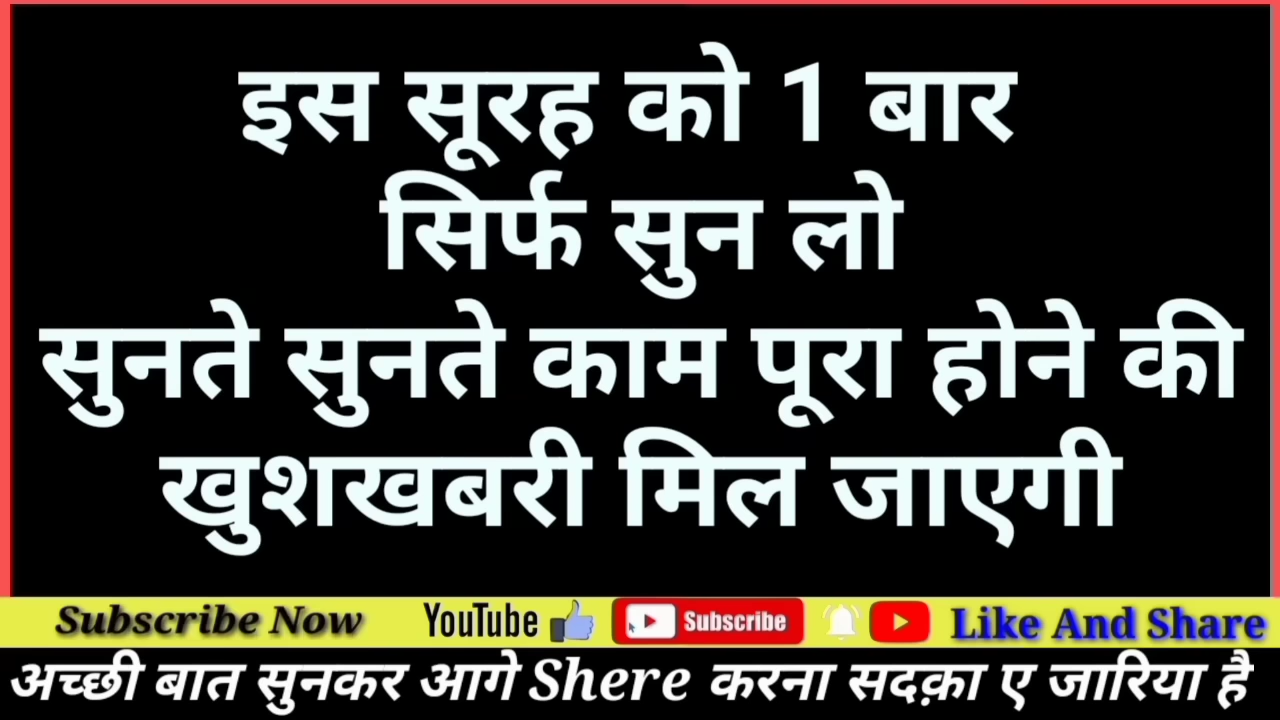 इस सूरह को 1 बार
सिर्फ सुन लो
सुनते सुनते काम पूरा होने की
खुशखबरी मिल जाएगी
Subscribe Now YouTube Subscribe Like And Share
अच्छी बात सुनकर आगे Shere करना सदक़ा ए जारिया है